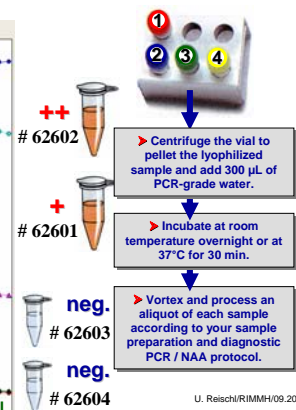 1
2
3
4
++
# 62602
+
# 62601
neg.
# 62603
neg.
# 62604
Centrifuge the vial to
pellet the lyophilized
sample and add 300 µL of
PCR-grade water.
Incubate at room
temperature overnight or at
37°C for 30 min.
Vortex and process an
aliquot of each sample
according to your sample
preparation and diagnostic
PCR / NAA protocol.
U. Reischl/RIMMH/09.20